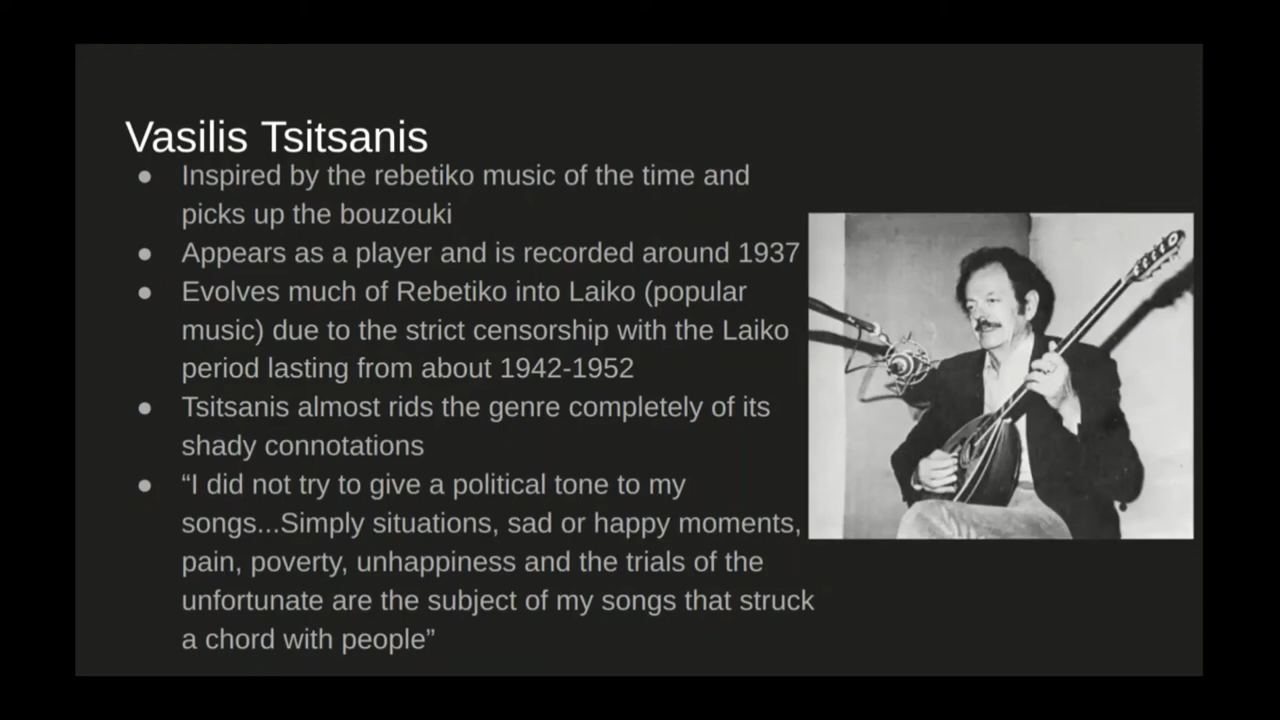 Vasilis Tsitsanis
● Inspired by the rebetiko music of the time and
picks up the bouzouki
● Appears as a player and is recorded around 1937
● Evolves much of Rebetiko into Laiko (popular
music) due to the strict censorship with the Laiko
period lasting from about 1942-1952
● Tsitsanis almost rids the genre completely of its
shady connotations
● “I did not try to give a political tone to my
songs...Simply situations, sad or happy moments,
pain, poverty, unhappiness and the trials of the
unfortunate are the subject of my songs that struck
a chord with people”